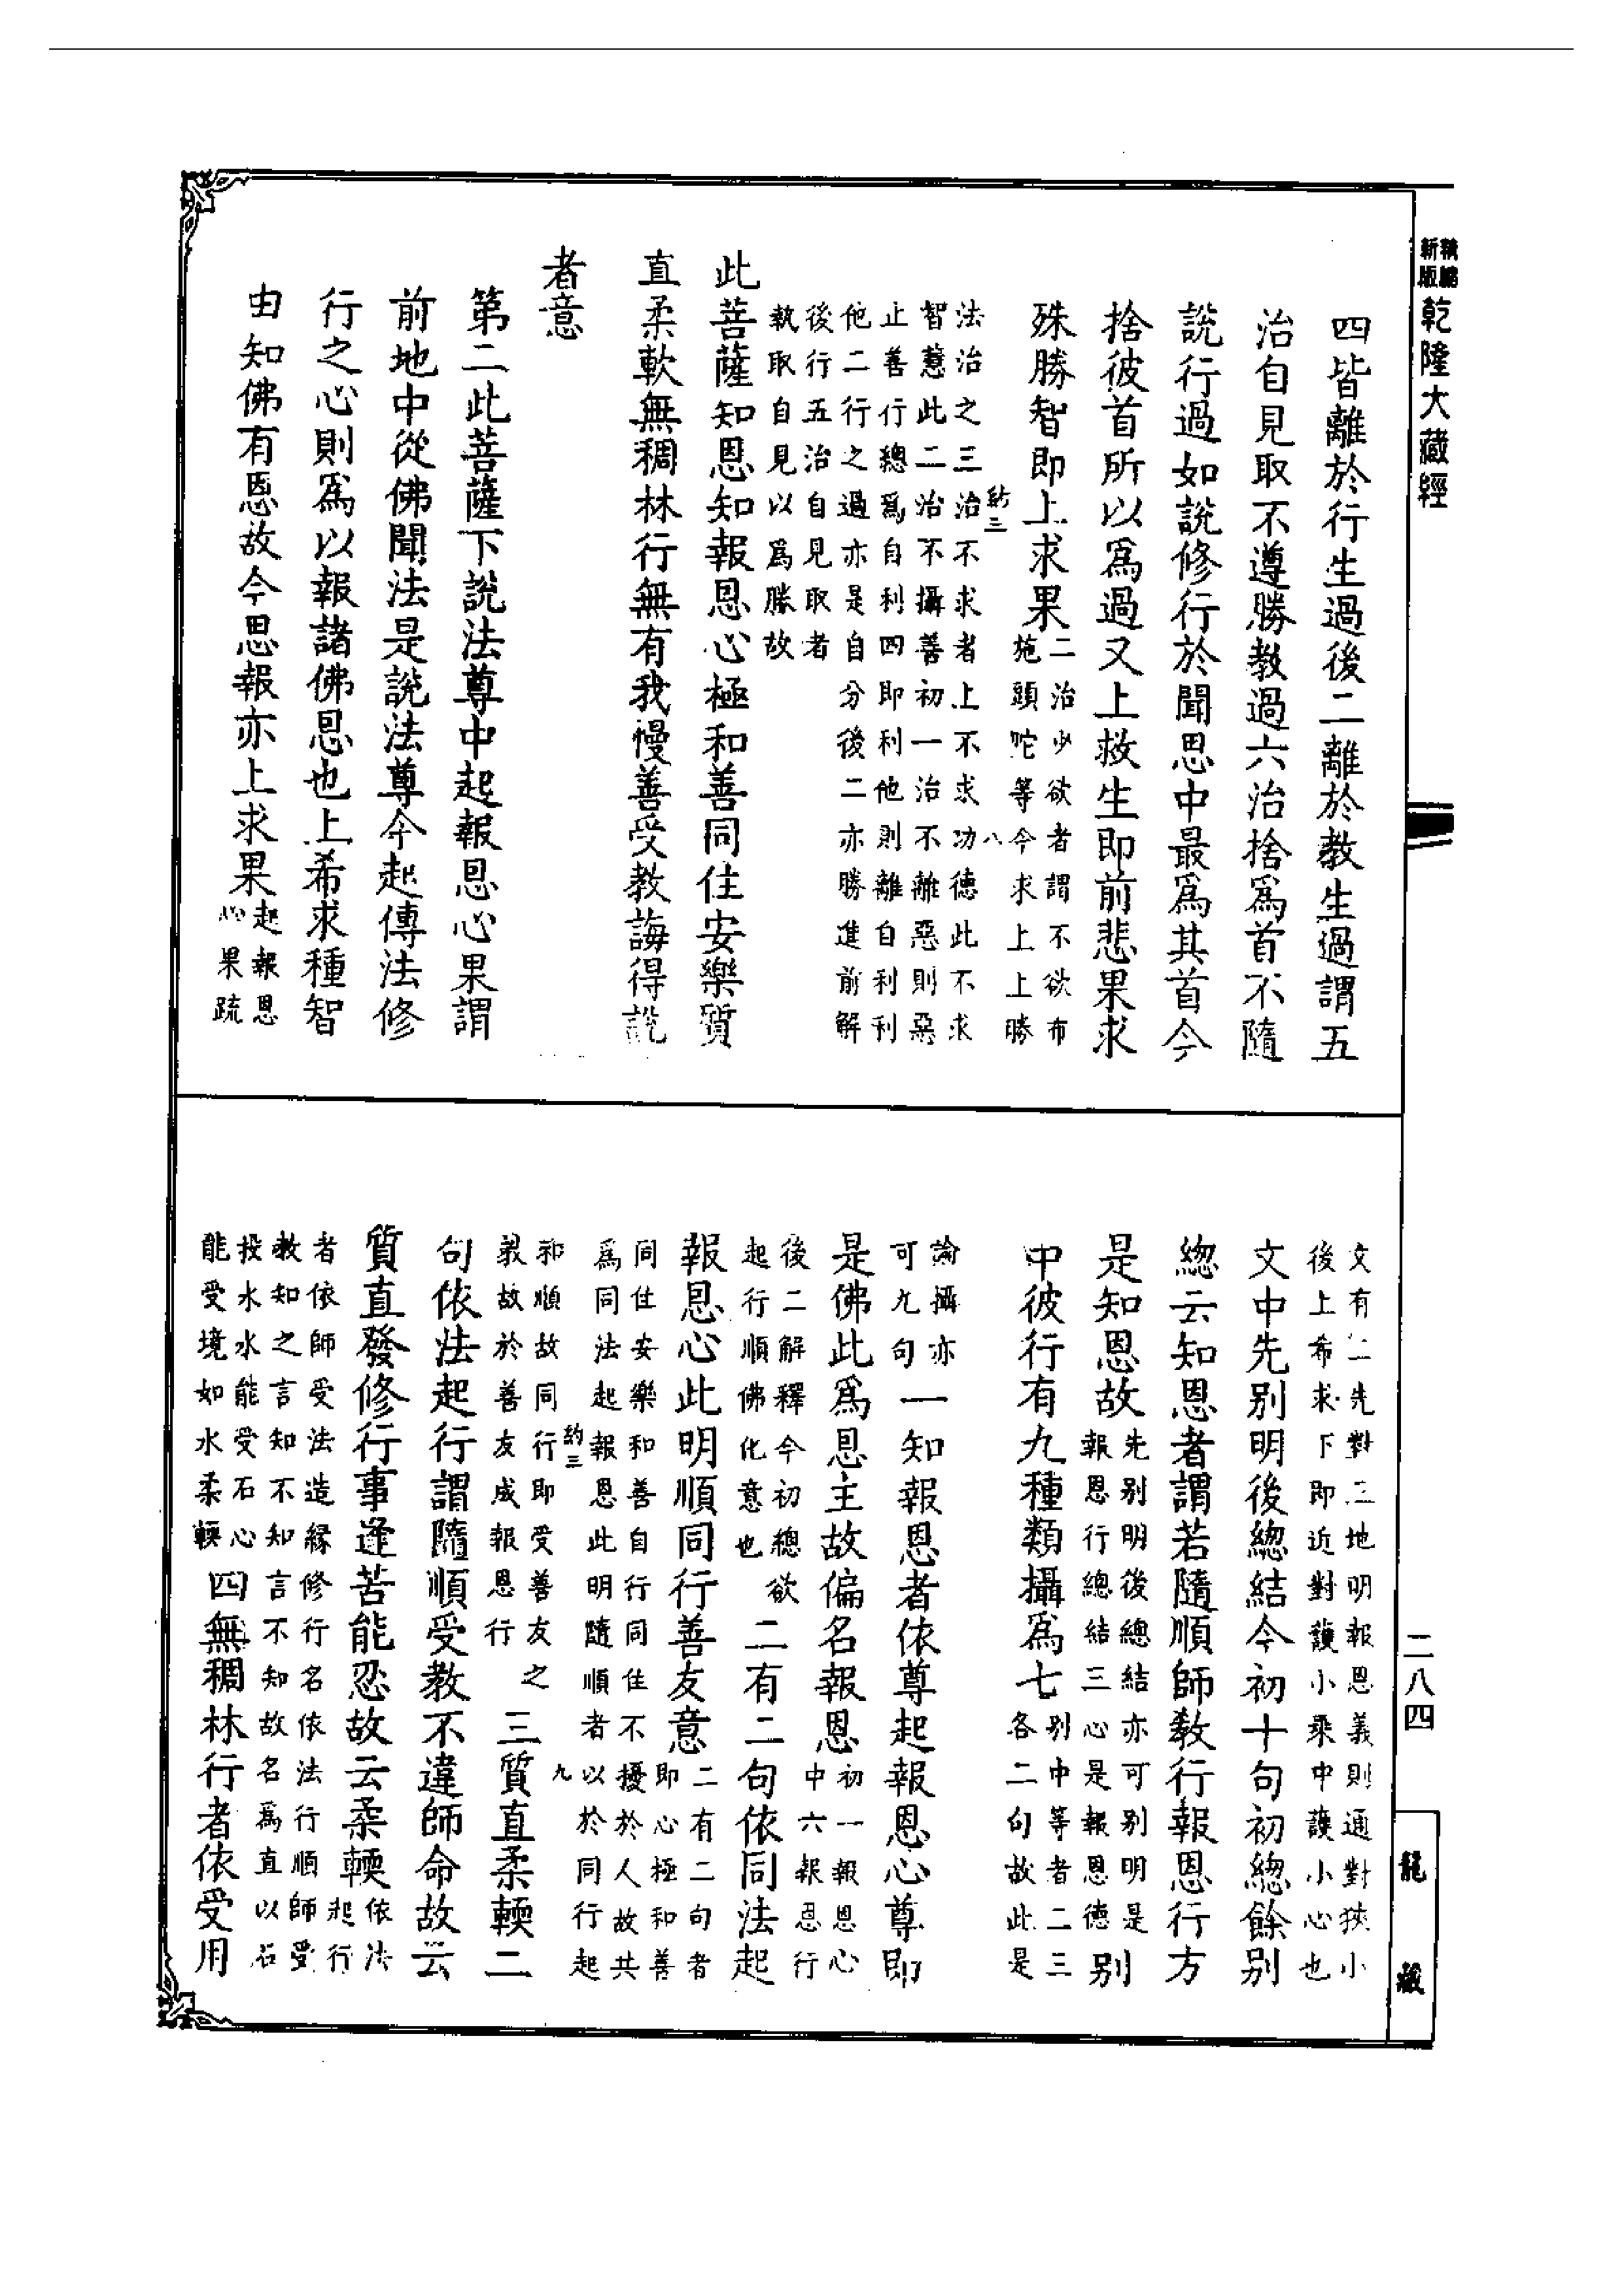 精編
新版
乾隆大藏經
四皆離於行生過後二離於教生過謂五
治自見取不遵勝教過六治捨爲首不隨
說行過如說修行於聞思中最爲其首今
捨彼首所以爲過又上救生即前悲果求
殊勝智即上求果
二治少欲者謂不欲布
施頭陀等今求上上勝
約三
八
法治之三治不求者上不求功德此不求
智慧此二治不攝善初一治不離惡則惡
止善行總爲自利四即利他則離自利利
他二行之過亦是自分後二亦勝進前解
後行五治自見取者
執取自見以爲勝故
此菩薩知恩知報恩心極和善同住安樂質
直柔軟無稠林行無有我慢善受教誨得說
者意
第二此菩薩下說法尊中起報恩心果謂
前地中從佛聞法是說法尊今起傳法修
行之心則爲以報諸佛恩也上希求種智
由知佛有恩故今思報亦上求果
起報恩
心果疏
文有二先對二地明報恩義則通對狹小
後上布求下即近對護小乘中護小心也
文中先別明後總結今初十句初總餘別
總云知恩者謂若隨順師教行報恩行方
是知恩故
先別明後總結亦可別明是
報恩行總結三心是報恩德
別
中彼行有九種類攝爲七
別中等者二三
各二句故此是
論攝亦
可九句
一知報恩者依尊起報恩心尊即
是佛此爲恩主故偏名報恩
初一報恩心
中六報恩行
後二解釋今初總欲
起行順佛化意也
二有二句依同法起
報恩心此明順同行善友意
二有二句者
即心極和善
同住安樂和善自行同住不擾於人故共
爲同法起報恩此明隨順者以於同行起
約三
九
和順故同行即受善友之
教故於善友成報恩行
三質直柔輭二
句依法起行謂隨順受教不違師命故云
質直發修行事逢苦能忍故云柔輭
依法
起行
者依師受法造緣修行名依法行順師受
教知之言知不知言不知故名爲直以石
投水水能受石心
能受境如水柔輭
四無稠林行者依受用
二八四
龍藏